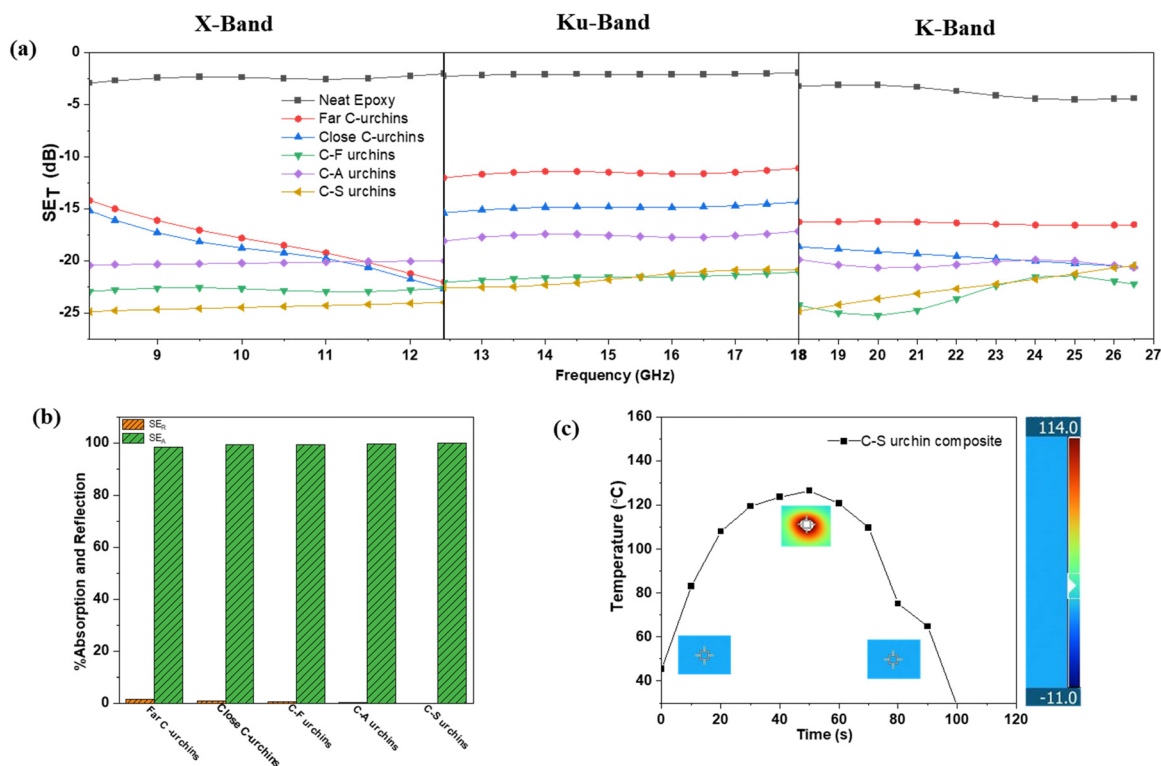 X-Band
Ku-Band
K-Band
(a)
0
-5
-10
-15
-20
-25
SET (dB)
Neat Epoxy
Far C-urchins
Close C-urchins
C-F urchins
C-A urchins
C-S urchins
9 10 11 12 13 14 15 16 17 18 19 20 21 22 23 24 25 26 27
Frequency (GHz)
(b)
SER
SEA
100
80
60
40
20
0
%Absorption and Reflection
Far C -urchins
Close C-urchins
C-F urchins
C-A urchins
C-S urchins
(c)
160
140
120
100
80
60
40
Temperature (°C)
C-S urchin composite
0 20 40 60 80 100 120
Time (s)
114.0
-11.0